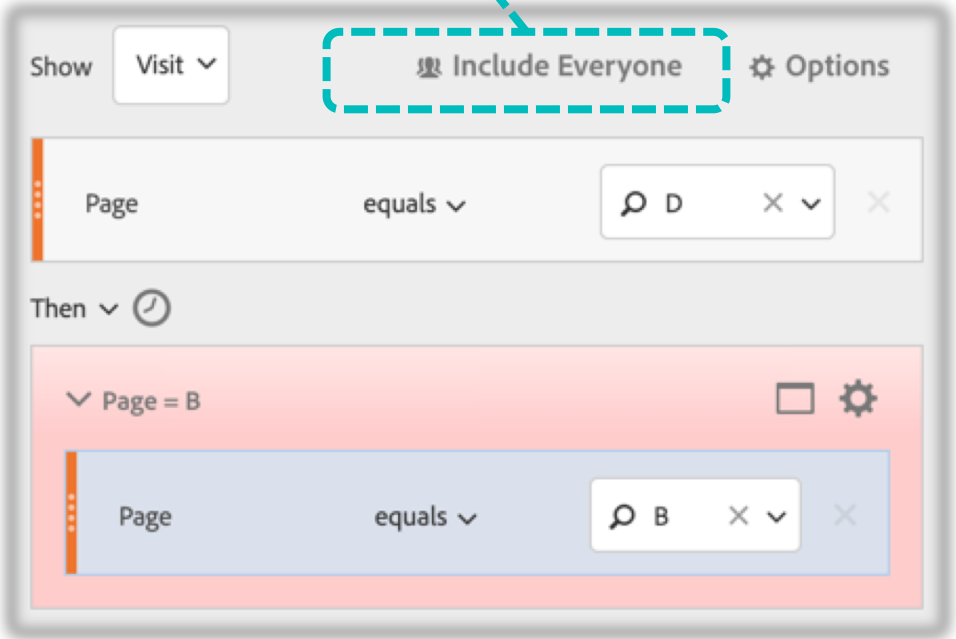 Show Visit Include Everyone Options
Page equals D
Then
Page = B
Page equals B